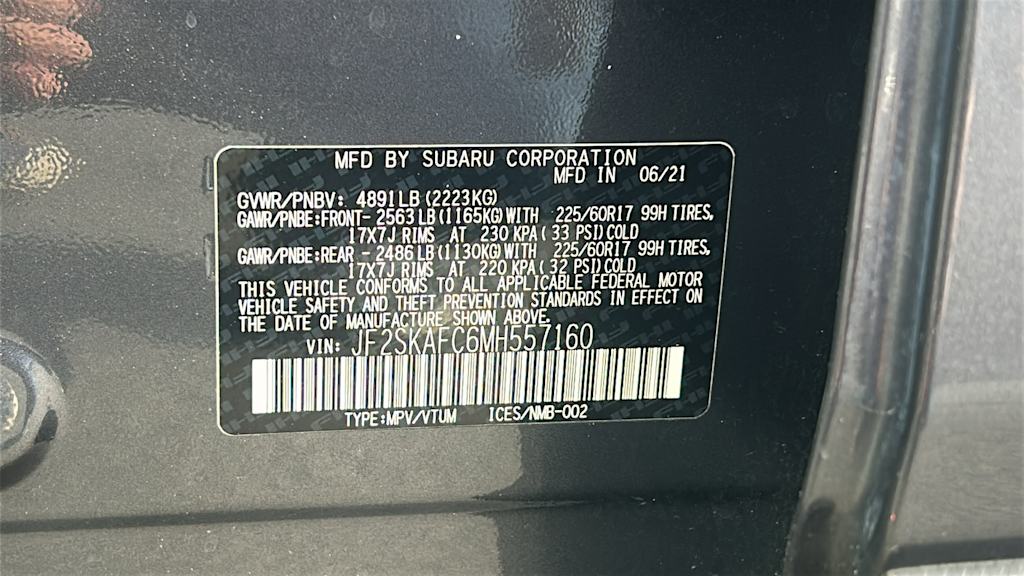 MFD BY SUBARU CORPORATION
MFD IN 06/21
GVWR/PNBV: 4891LB(2223KG)
GAWR/PNBE:FRONT- 2563LB(1165KG)WITH 225/60R17 99H TIRES,
17X7J RIMS AT 230 KPA( 33 PSI)COLD
GAWR/PNBE:REAR - 2486LB(1130KG)WITH 225/60R17 99H TIRES,
17X7J RIMS AT 220 KPA( 32 PSI)COLD
THIS VEHICLE CONFORMS TO ALL APPLICABLE FEDERAL MOTOR
VEHICLE SAFETY AND THEFT PREVENTION STANDARDS IN EFFECT ON
THE DATE OF MANUFACTURE SHOWN ABOVE.
VIN: JF2SKAFC6MH557160
TYPE:MPV/VTUM ICES/NMB-002